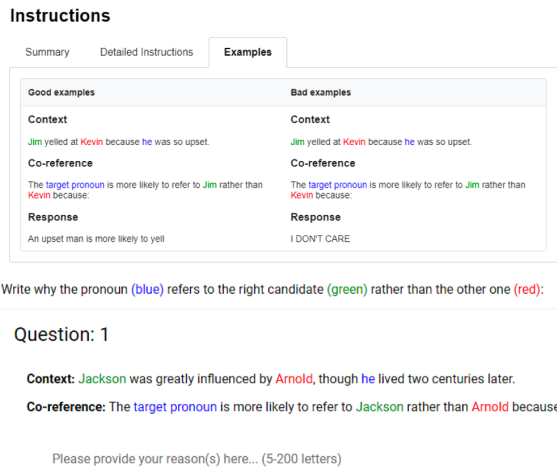 Instructions
Summary Detailed Instructions Examples
Good examples Bad examples
Context Context
Jim yelled at Kevin because he was so upset. Jim yelled at Kevin because he was so upset.
Co-reference Co-reference
The target pronoun is more likely to refer to Jim rather than The target pronoun is more likely to refer to Jim rather than
Kevin because: Kevin because:
Response Response
An upset man is more likely to yell I DON'T CARE
Write why the pronoun (blue) refers to the right candidate (green) rather than the other one (red):
Question: 1
Context: Jackson was greatly influenced by Arnold, though he lived two centuries later.
Co-reference: The target pronoun is more likely to refer to Jackson rather than Arnold because
Please provide your reason(s) here... (5-200 letters)